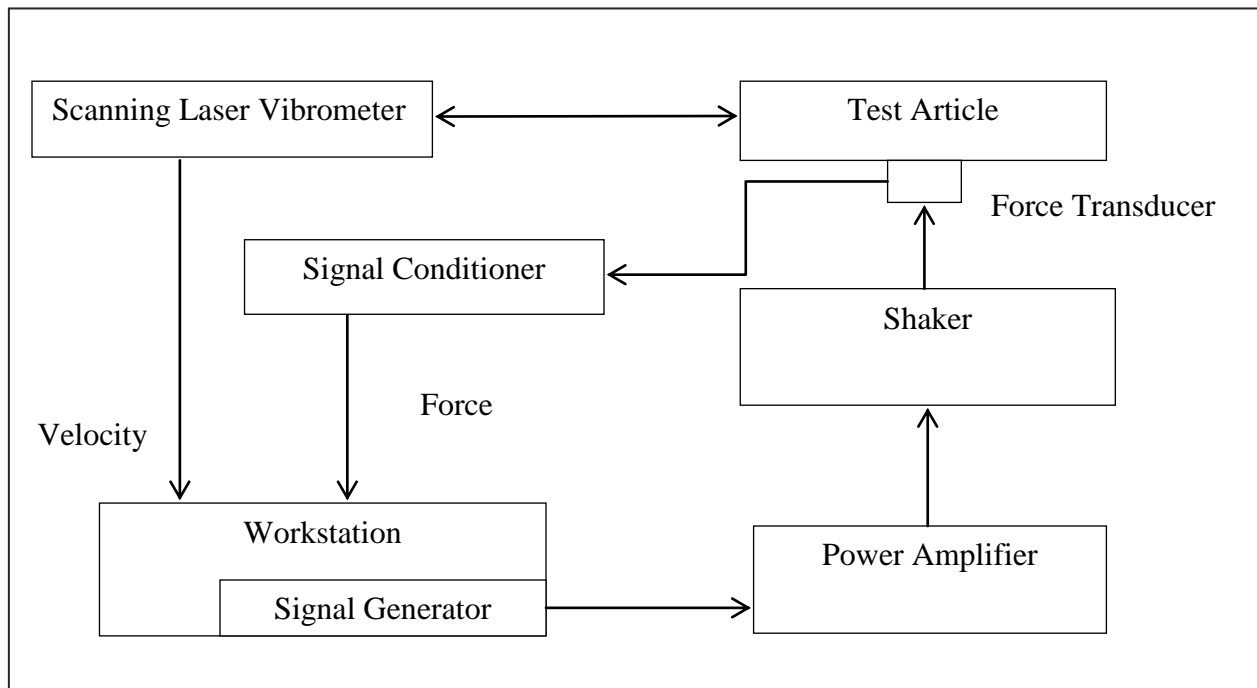 Scanning Laser Vibrometer
Test Article
Force Transducer
Signal Conditioner
Shaker
Force
Velocity
Workstation
Power Amplifier
Signal Generator